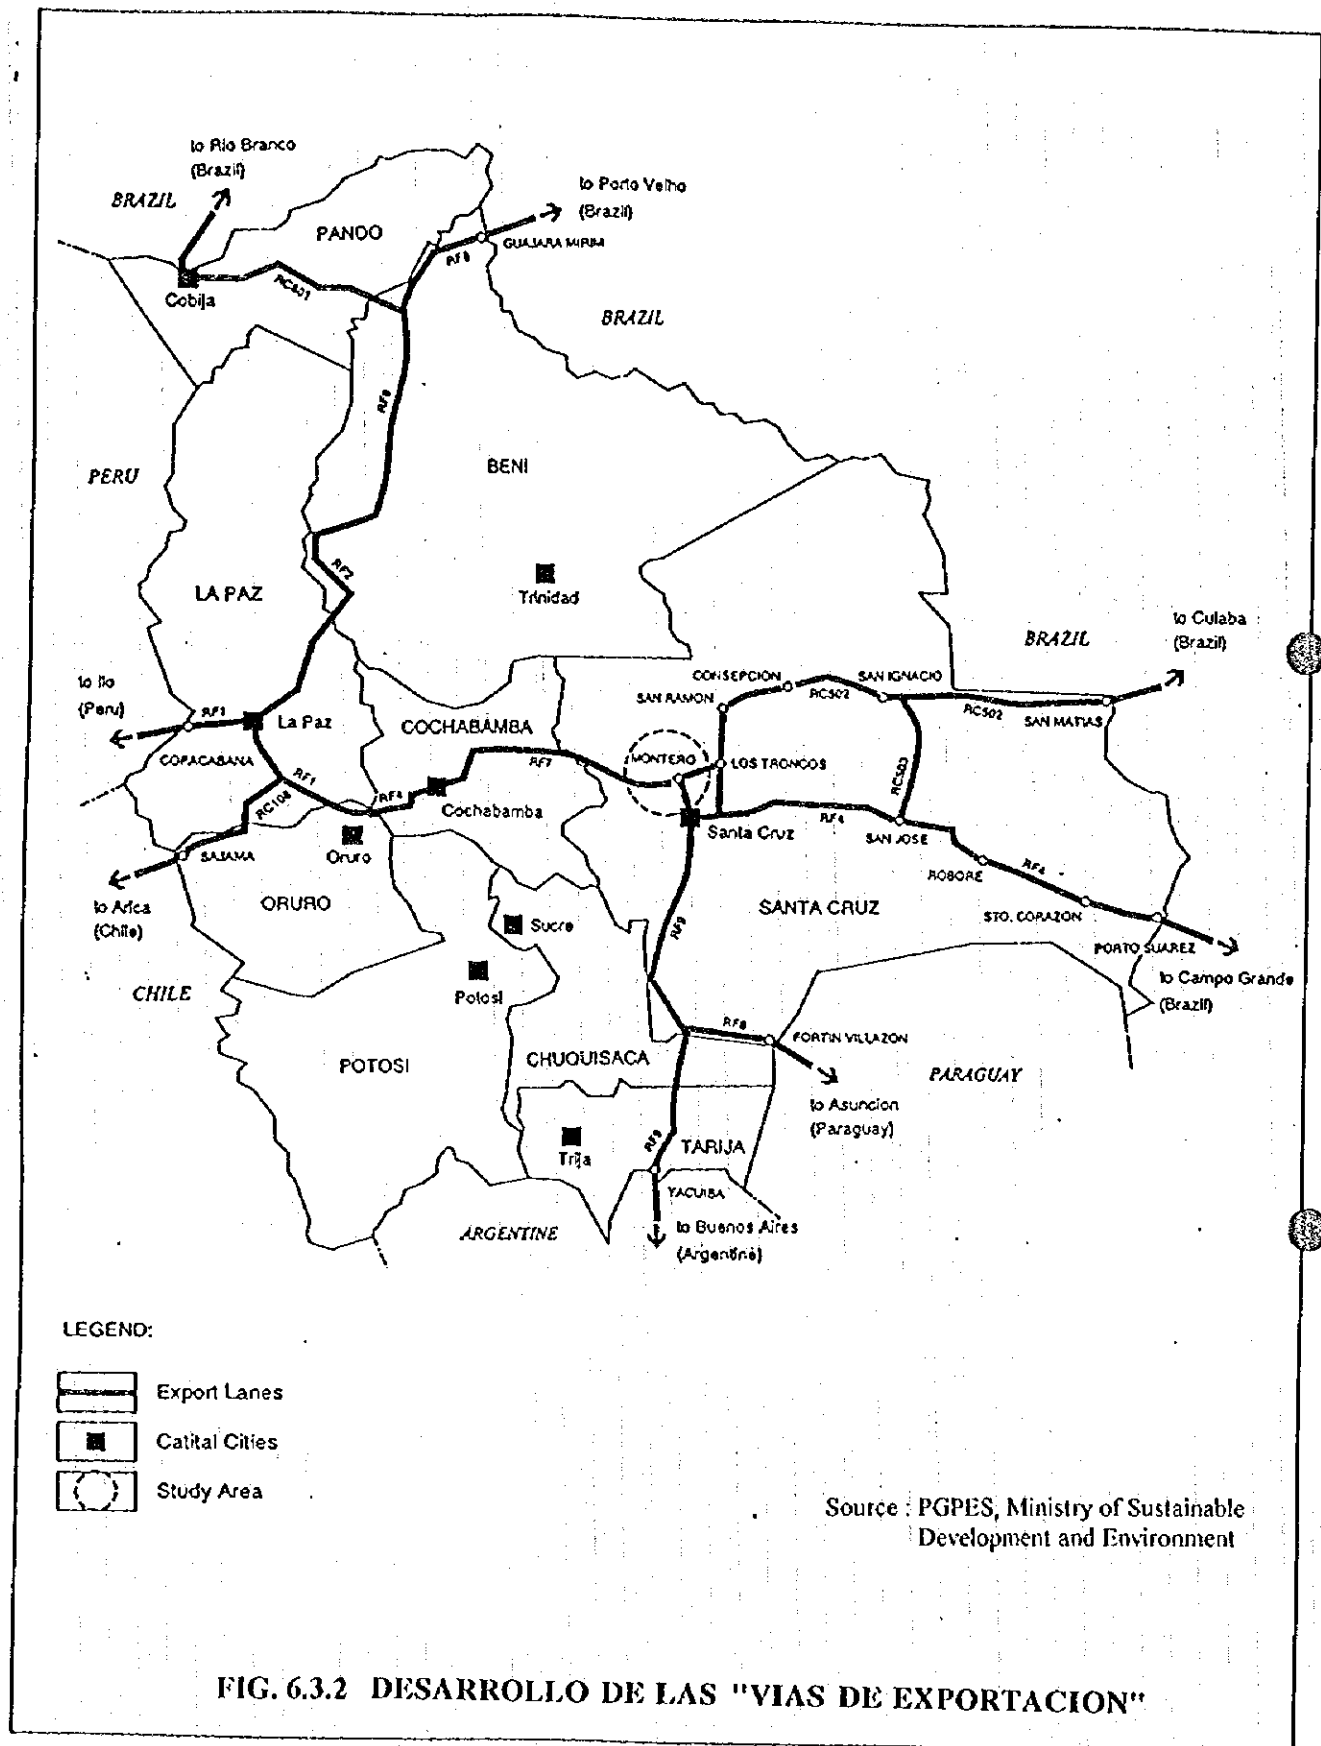 to Rio Branco
(Brazil)
BRAZIL
to Porto Velho
(Brazil)
PANDO
GUAJARA MIRIM
RF8
Cobija
RC501
BRAZIL
RF8
PERU
BENI
RF2
LA PAZ
Trinidad
to Culaba
(Brazil)
BRAZIL
CONSEPCION
SAN IGNACIO
RC502
SAN RAMON
RC502
SAN MATIAS
to Ilo
(Peru)
RF1
La Paz
COCHABAMBA
COPACABANA
RF7
MONTERO
LOS TRONCOS
RF1
RC108
RF4
Cochabamba
RC503
Santa Cruz
RF4
SAN JOSE
SAJAMA
Oruro
ROBORE
RF4
to Arica
(Chile)
ORURO
Sucre
SANTA CRUZ
STO. CORAZON
RF9
PORTO SUAREZ
CHILE
Potosi
to Campo Grande
(Brazil)
RF8
FORTIN VILLAZON
POTOSI
CHUQUISACA
PARAGUAY
to Asuncion
(Paraguay)
RF9
TARIJA
Trija
YACUIBA
ARGENTINE
to Buenos Aires
(Argentine)
LEGEND:
Export Lanes
Catital Cities
Study Area
Source : PGPES, Ministry of Sustainable
Development and Environment
FIG. 6.3.2 DESARROLLO DE LAS "VIAS DE EXPORTACION"